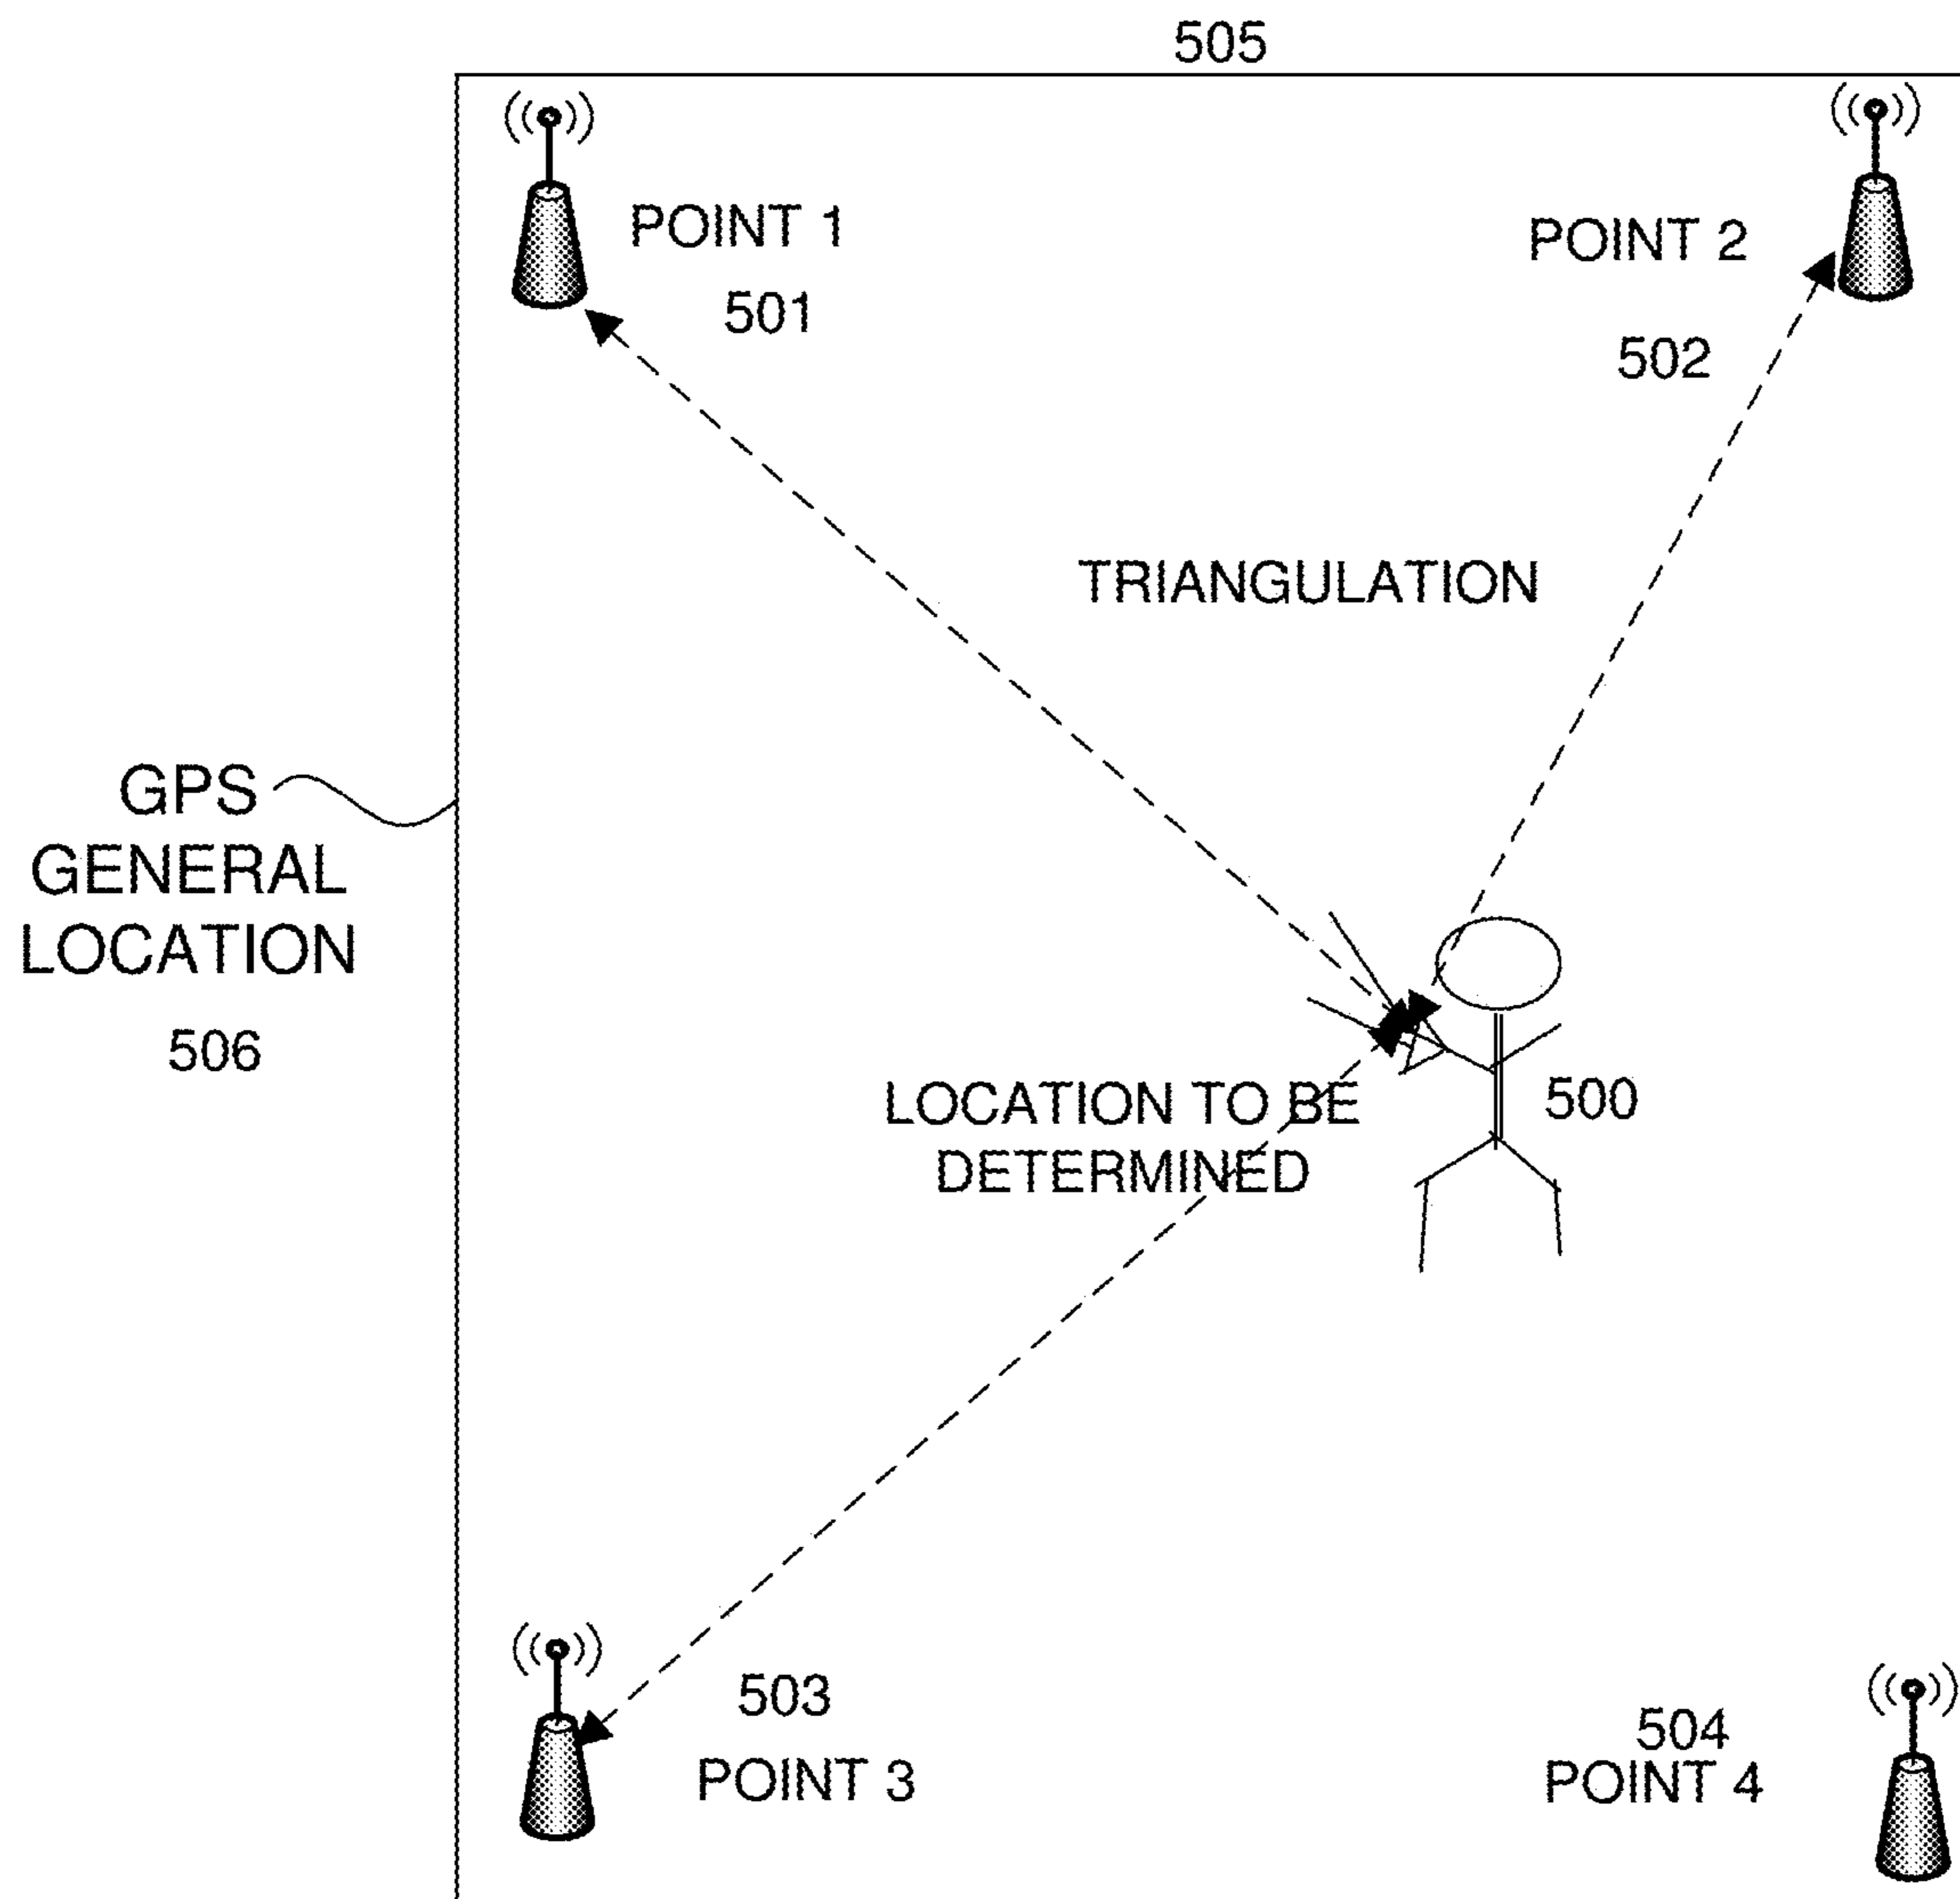 505
POINT 1
501
POINT 2
502
TRIANGULATION
GPS
GENERAL
LOCATION
506
LOCATION TO BE
DETERMINED
500
503
POINT 3
504
POINT 4